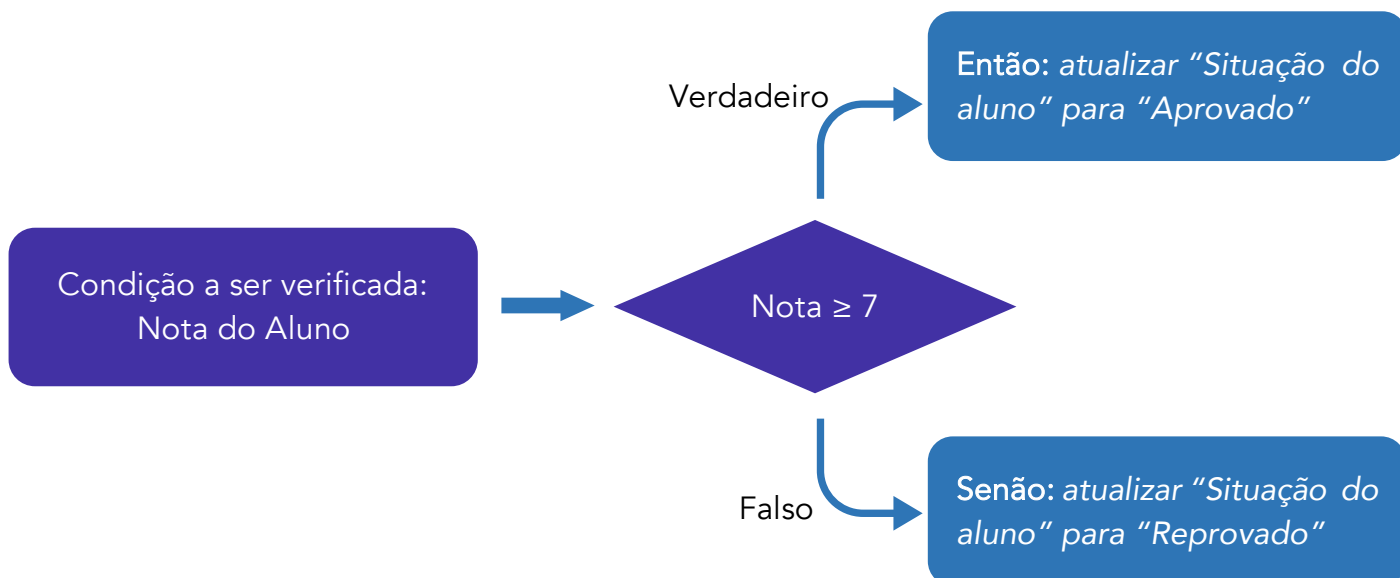 Verdadeiro
Então: atualizar “Situação do
aluno” para “Aprovado”
Condição a ser verificada:
Nota do Aluno
Nota ≥ 7
Falso
Senão: atualizar “Situação do
aluno” para “Reprovado”